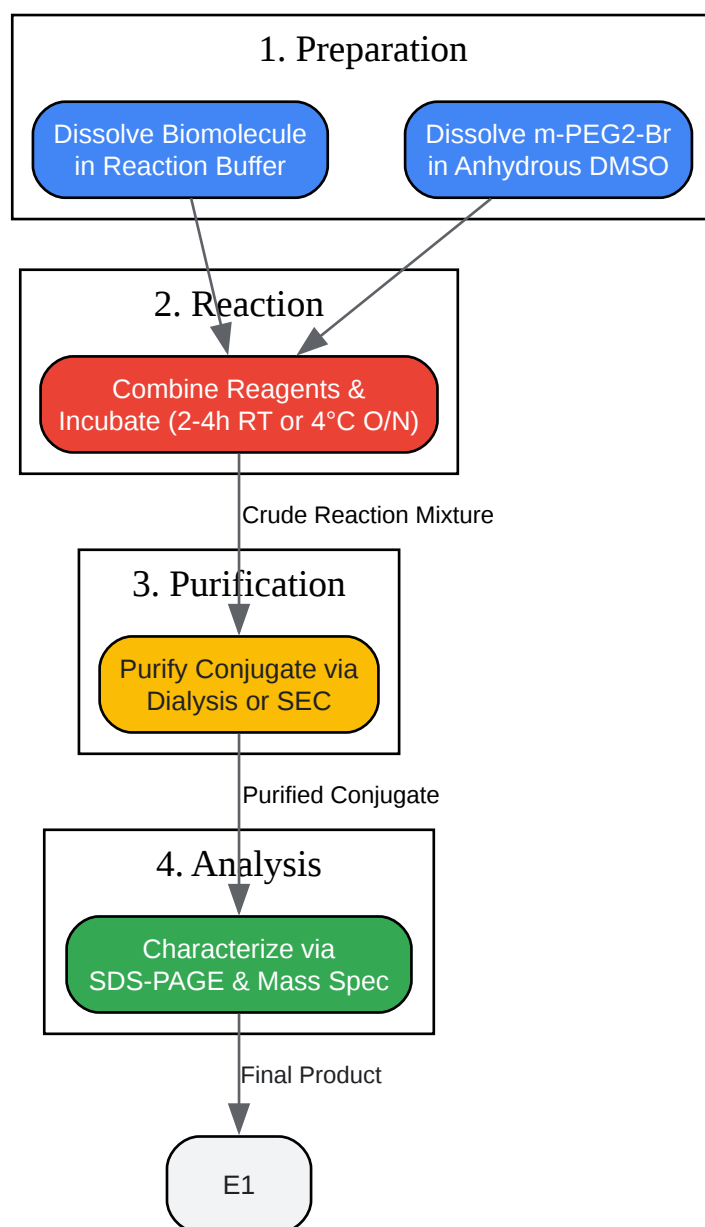 1. Preparation
Dissolve Biomolecule
in Reaction Buffer
Dissolve m-PEG2-Br
in Anhydrous DMSO
2. Reaction
Combine Reagents &
Incubate (2-4h RT or 4°C O/N)
Crude Reaction Mixture
3. Purification
Purify Conjugate via
Dialysis or SEC
Purified Conjugate
4. Analysis
Characterize via
SDS-PAGE & Mass Spec
Final Product
E1